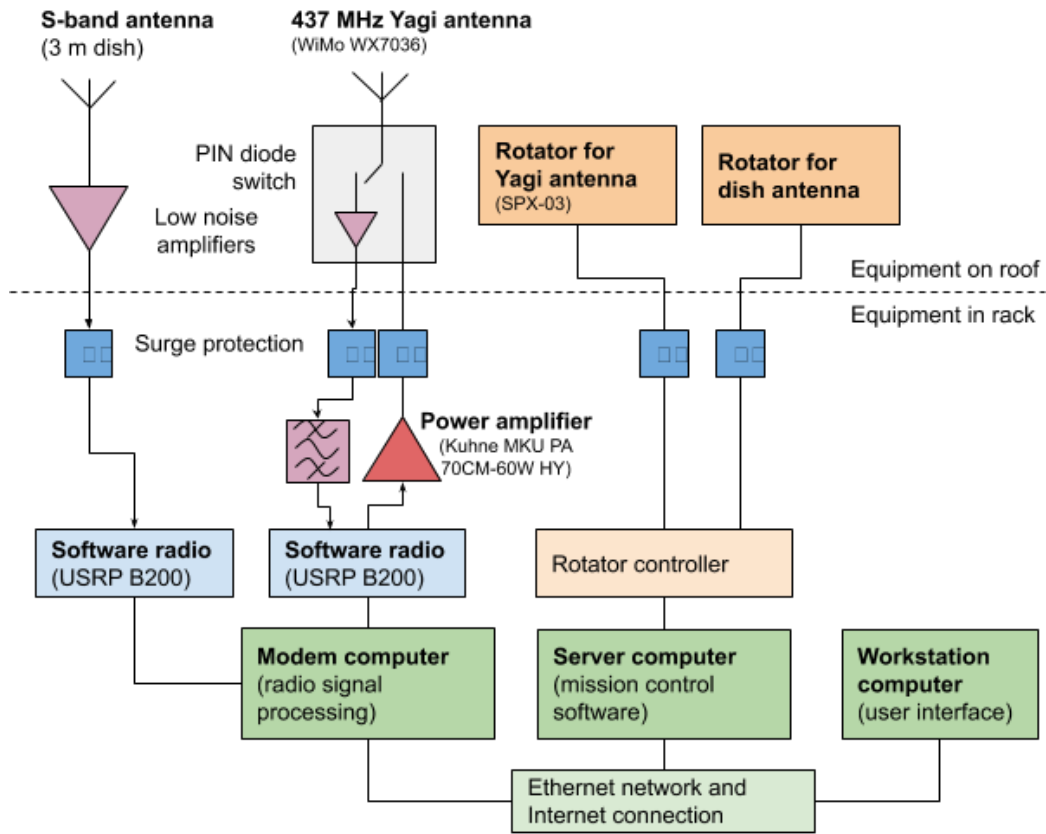 S-band antenna
(3 m dish)
437 MHz Yagi antenna
(WiMo WX7036)
PIN diode
switch
Low noise
amplifiers
Rotator for
Yagi antenna
(SPX-03)
Rotator for
dish antenna
Equipment on roof
Equipment in rack
Surge protection
Power amplifier
(Kuhne MKU PA
70CM-60W HY)
Software radio
(USRP B200)
Software radio
(USRP B200)
Rotator controller
Modem computer
(radio signal
processing)
Server computer
(mission control
software)
Workstation
computer
(user interface)
Ethernet network and
Internet connection